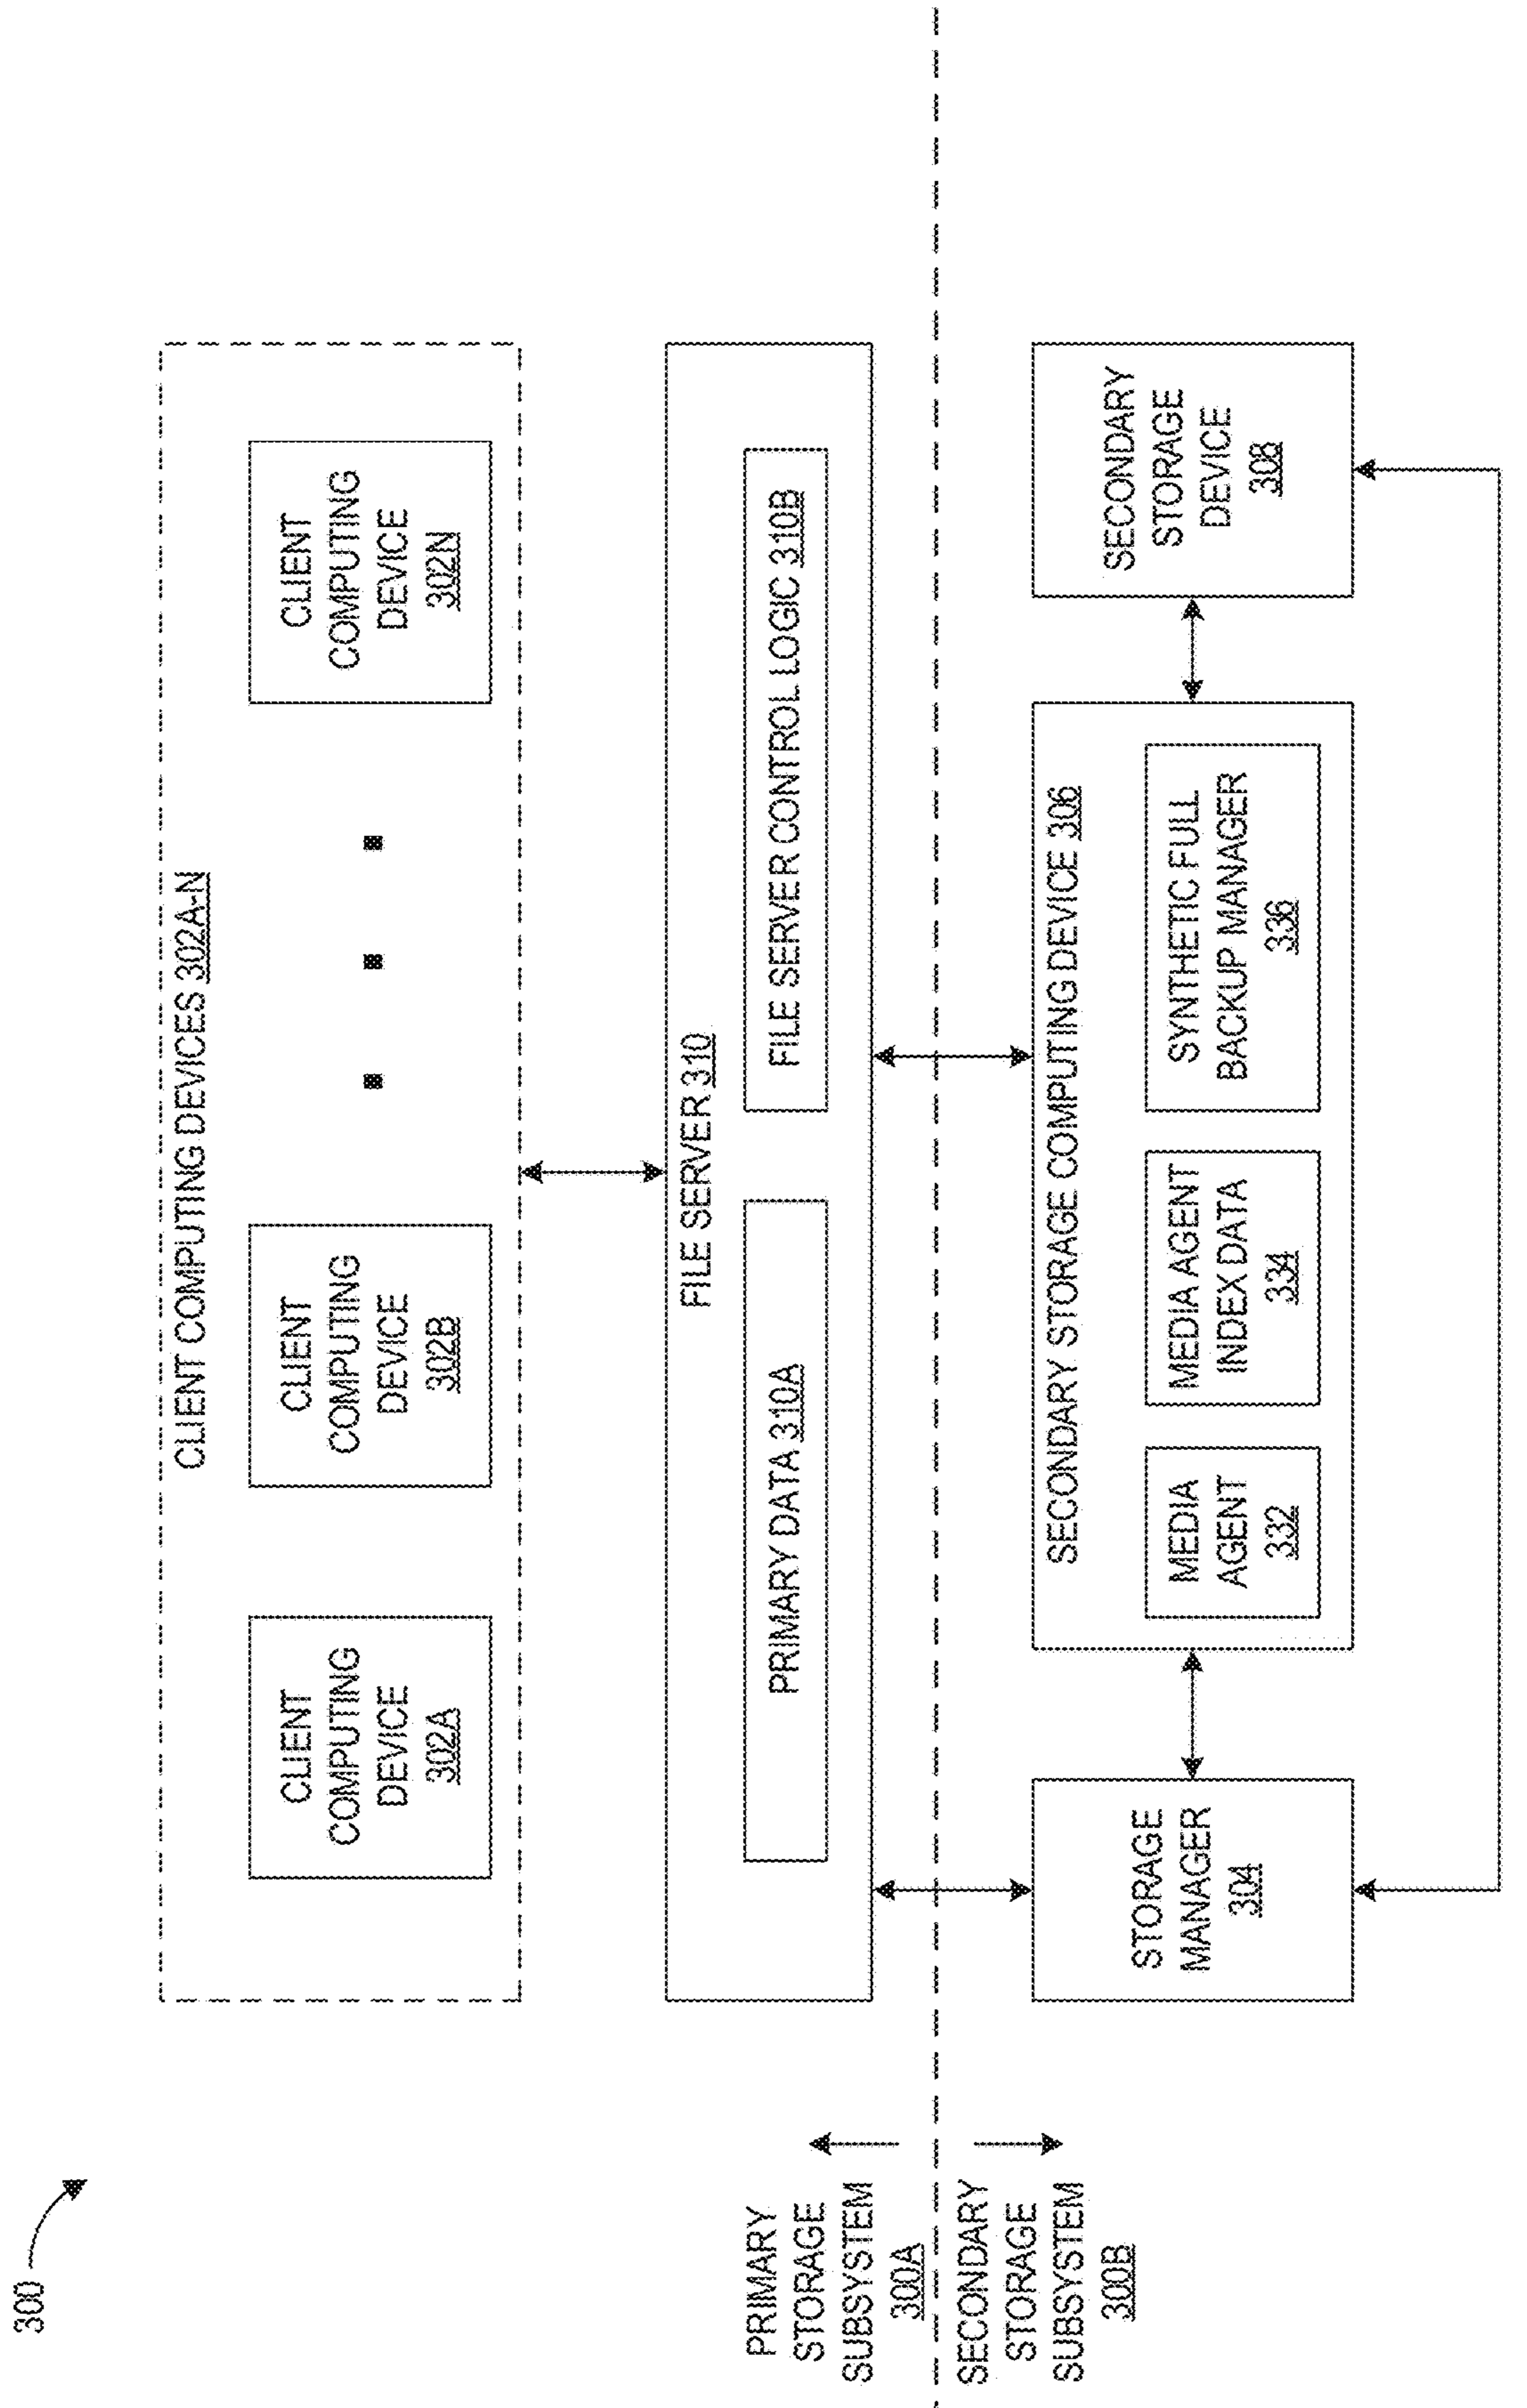 300
CLIENT COMPUTING DEVICES 302A-N
CLIENT
COMPUTING
DEVICE
302A
CLIENT
COMPUTING
DEVICE
302B
CLIENT
COMPUTING
DEVICE
302N
FILE SERVER 310
PRIMARY DATA 310A
FILE SERVER CONTROL LOGIC 310B
PRIMARY
STORAGE
SUBSYSTEM
300A
SECONDARY
STORAGE
SUBSYSTEM
300B
STORAGE
MANAGER
304
SECONDARY STORAGE COMPUTING DEVICE 306
MEDIA
AGENT
332
MEDIA AGENT
INDEX DATA
334
SYNTHETIC FULL
BACKUP MANAGER
336
SECONDARY
STORAGE
DEVICE
308